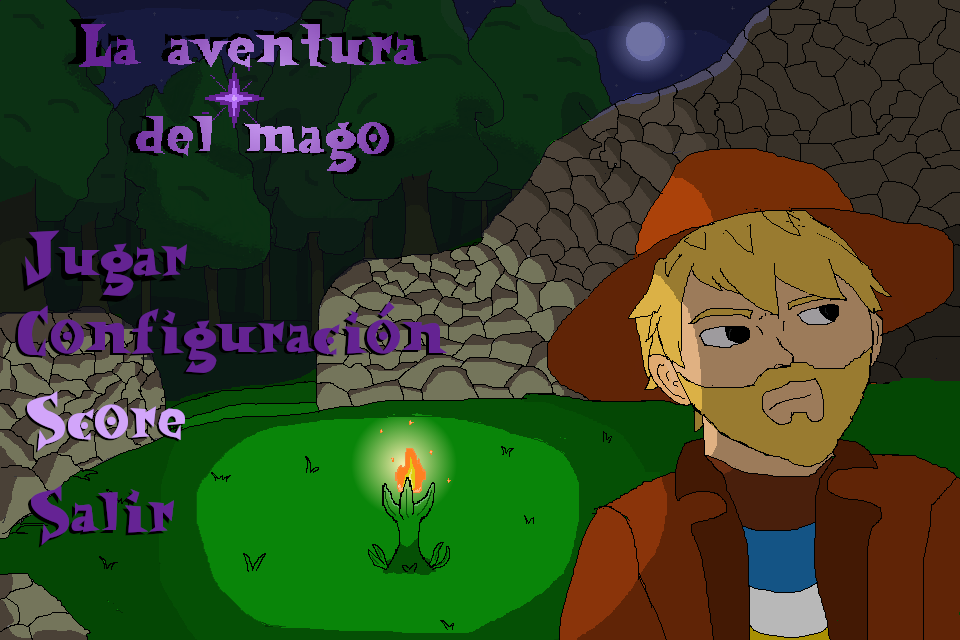 La aventura
del mago
Jugar
Configuración
Score
Salir